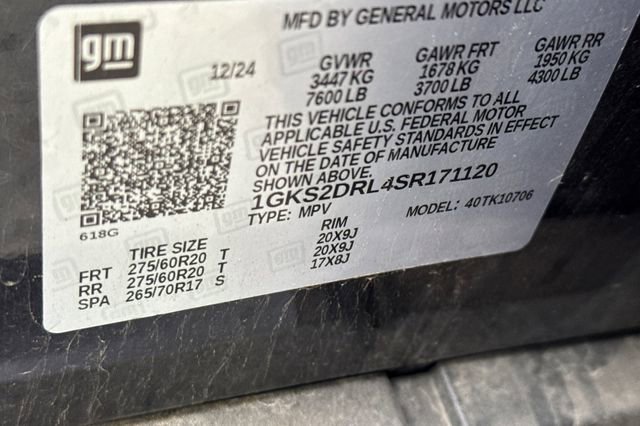 MFD BY GENERAL MOTORS LLC
gm
12/24
GVWR GAWR FRT GAWR RR
3447 KG 1678 KG 1950 KG
7600 LB 3700 LB 4300 LB
THIS VEHICLE CONFORMS TO ALL
APPLICABLE U.S. FEDERAL MOTOR
VEHICLE SAFETY STANDARDS IN EFFECT
ON THE DATE OF MANUFACTURE
SHOWN ABOVE.
1GKS2DRL4SR171120
TYPE: MPV MODEL: 40TK10706
618G
TIRE SIZE RIM
FRT 275/60R20 T 20X9J
RR 275/60R20 T 20X9J
SPA 265/70R17 S 17X8J